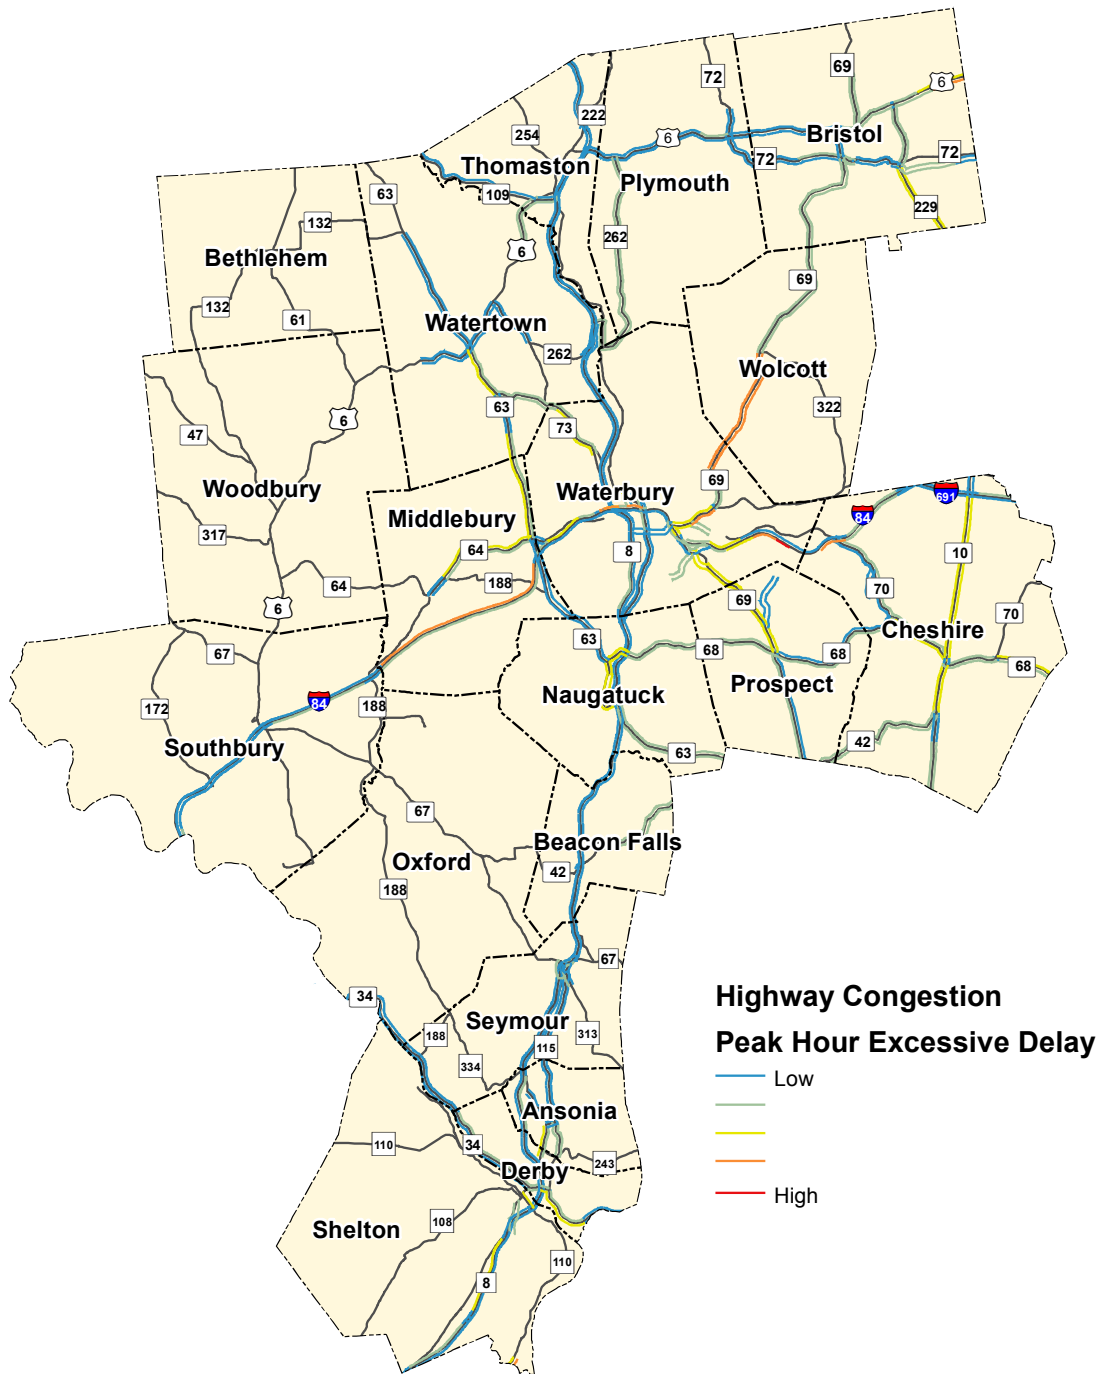 69
6
72
222
254
6
Bristol
72
72
Thomaston
Plymouth
109
63
229
132
262
6
Bethlehem
69
132
61
Watertown
262
Wolcott
63
322
6
73
47
69
Woodbury
Waterbury
691
84
Middlebury
317
64
8
10
188
64
70
69
6
70
63
Cheshire
67
68
68
68
Prospect
Naugatuck
84
172
188
42
Southbury
63
67
Beacon Falls
Oxford
42
188
67
34
Highway Congestion
Seymour
188
313
Peak Hour Excessive Delay
115
334
Low
Ansonia
110
34
243
Derby
High
108
Shelton
110
8